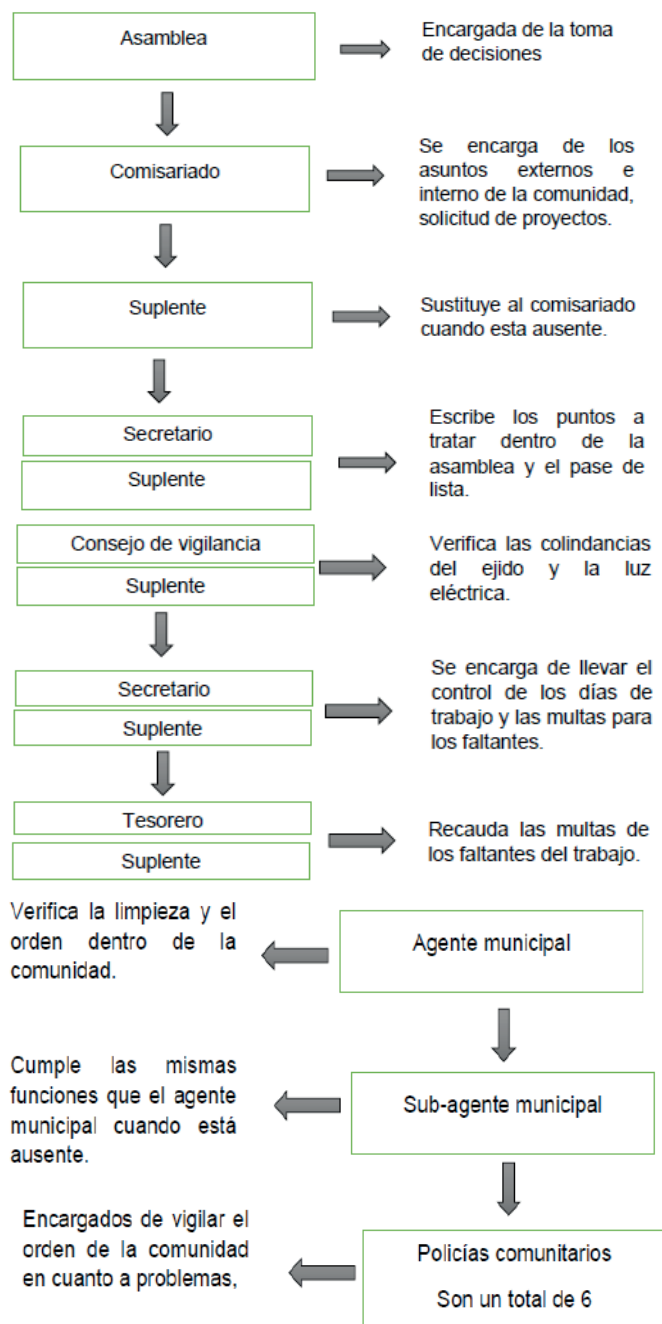 Asamblea
Encargada de la toma
de decisiones
Comisariado
Se encarga de los
asuntos externos e
interno de la comunidad,
solicitud de proyectos.
Suplente
Sustituye al comisariado
cuando esta ausente.
Secretario
Suplente
Escribe los puntos a
tratar dentro de la
asamblea y el pase de
lista.
Consejo de vigilancia
Suplente
Verifica las colindancias
del ejido y la luz
eléctrica.
Secretario
Suplente
Se encarga de llevar el
control de los días de
trabajo y las multas para
los faltantes.
Tesorero
Suplente
Recauda las multas de
los faltantes del trabajo.
Verifica la limpieza y el
orden dentro de la
comunidad.
Agente municipal
Cumple las mismas
funciones que el agente
municipal cuando está
ausente.
Sub-agente municipal
Encargados de vigilar el
orden de la comunidad
en cuanto a problemas,
Policías comunitarios
Son un total de 6